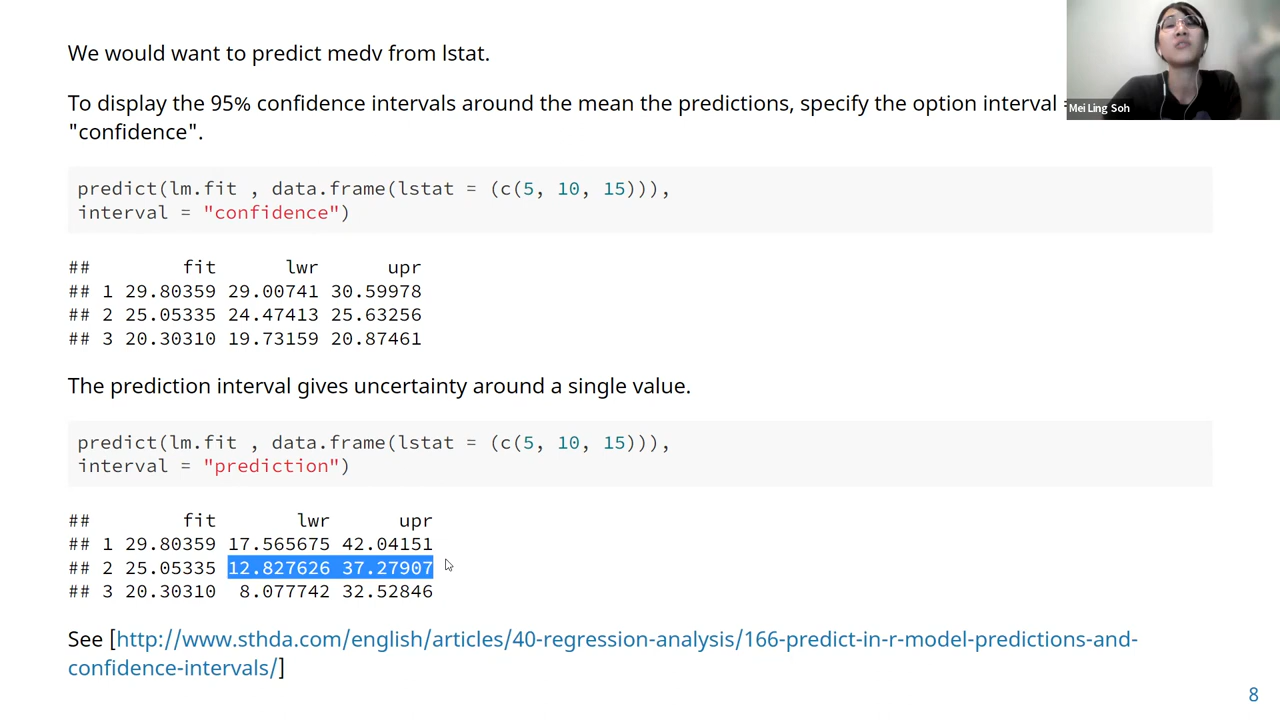 We would want to predict medv from lstat.
To display the 95% confidence intervals around the mean the predictions, specify the option interval =
"confidence".
Mei Ling Soh
predict(lm.fit , data.frame(lstat = (c(5, 10, 15))),
interval = "confidence")
## fit lwr upr
## 1 29.80359 29.00741 30.59978
## 2 25.05335 24.47413 25.63256
## 3 20.30310 19.73159 20.87461
The prediction interval gives uncertainty around a single value.
predict(lm.fit , data.frame(lstat = (c(5, 10, 15))),
interval = "prediction")
## fit lwr upr
## 1 29.80359 17.565675 42.04151
## 2 25.05335 12.827626 37.27907
## 3 20.30310 8.077742 32.52846
See [http://www.sthda.com/english/articles/40-regression-analysis/166-predict-in-r-model-predictions-and-
confidence-intervals/]
8